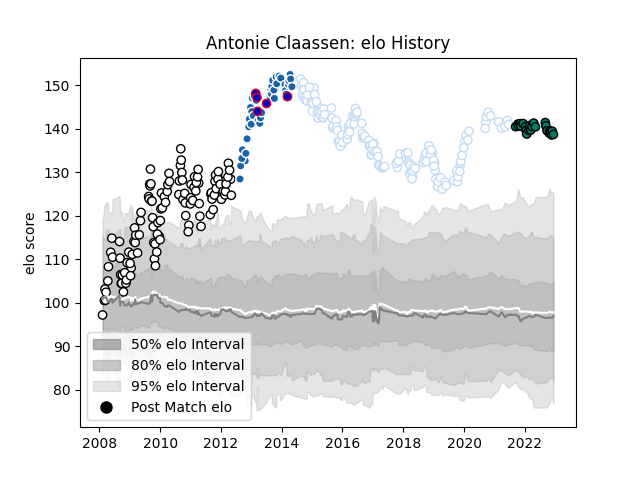 Antonie Claassen: elo History
elo score
150
140
130
120
110
100
90
80
50% elo Interval
80% elo Interval
95% elo Interval
Post Match elo
2008 2010 2012 2014 2016 2018 2020 2022